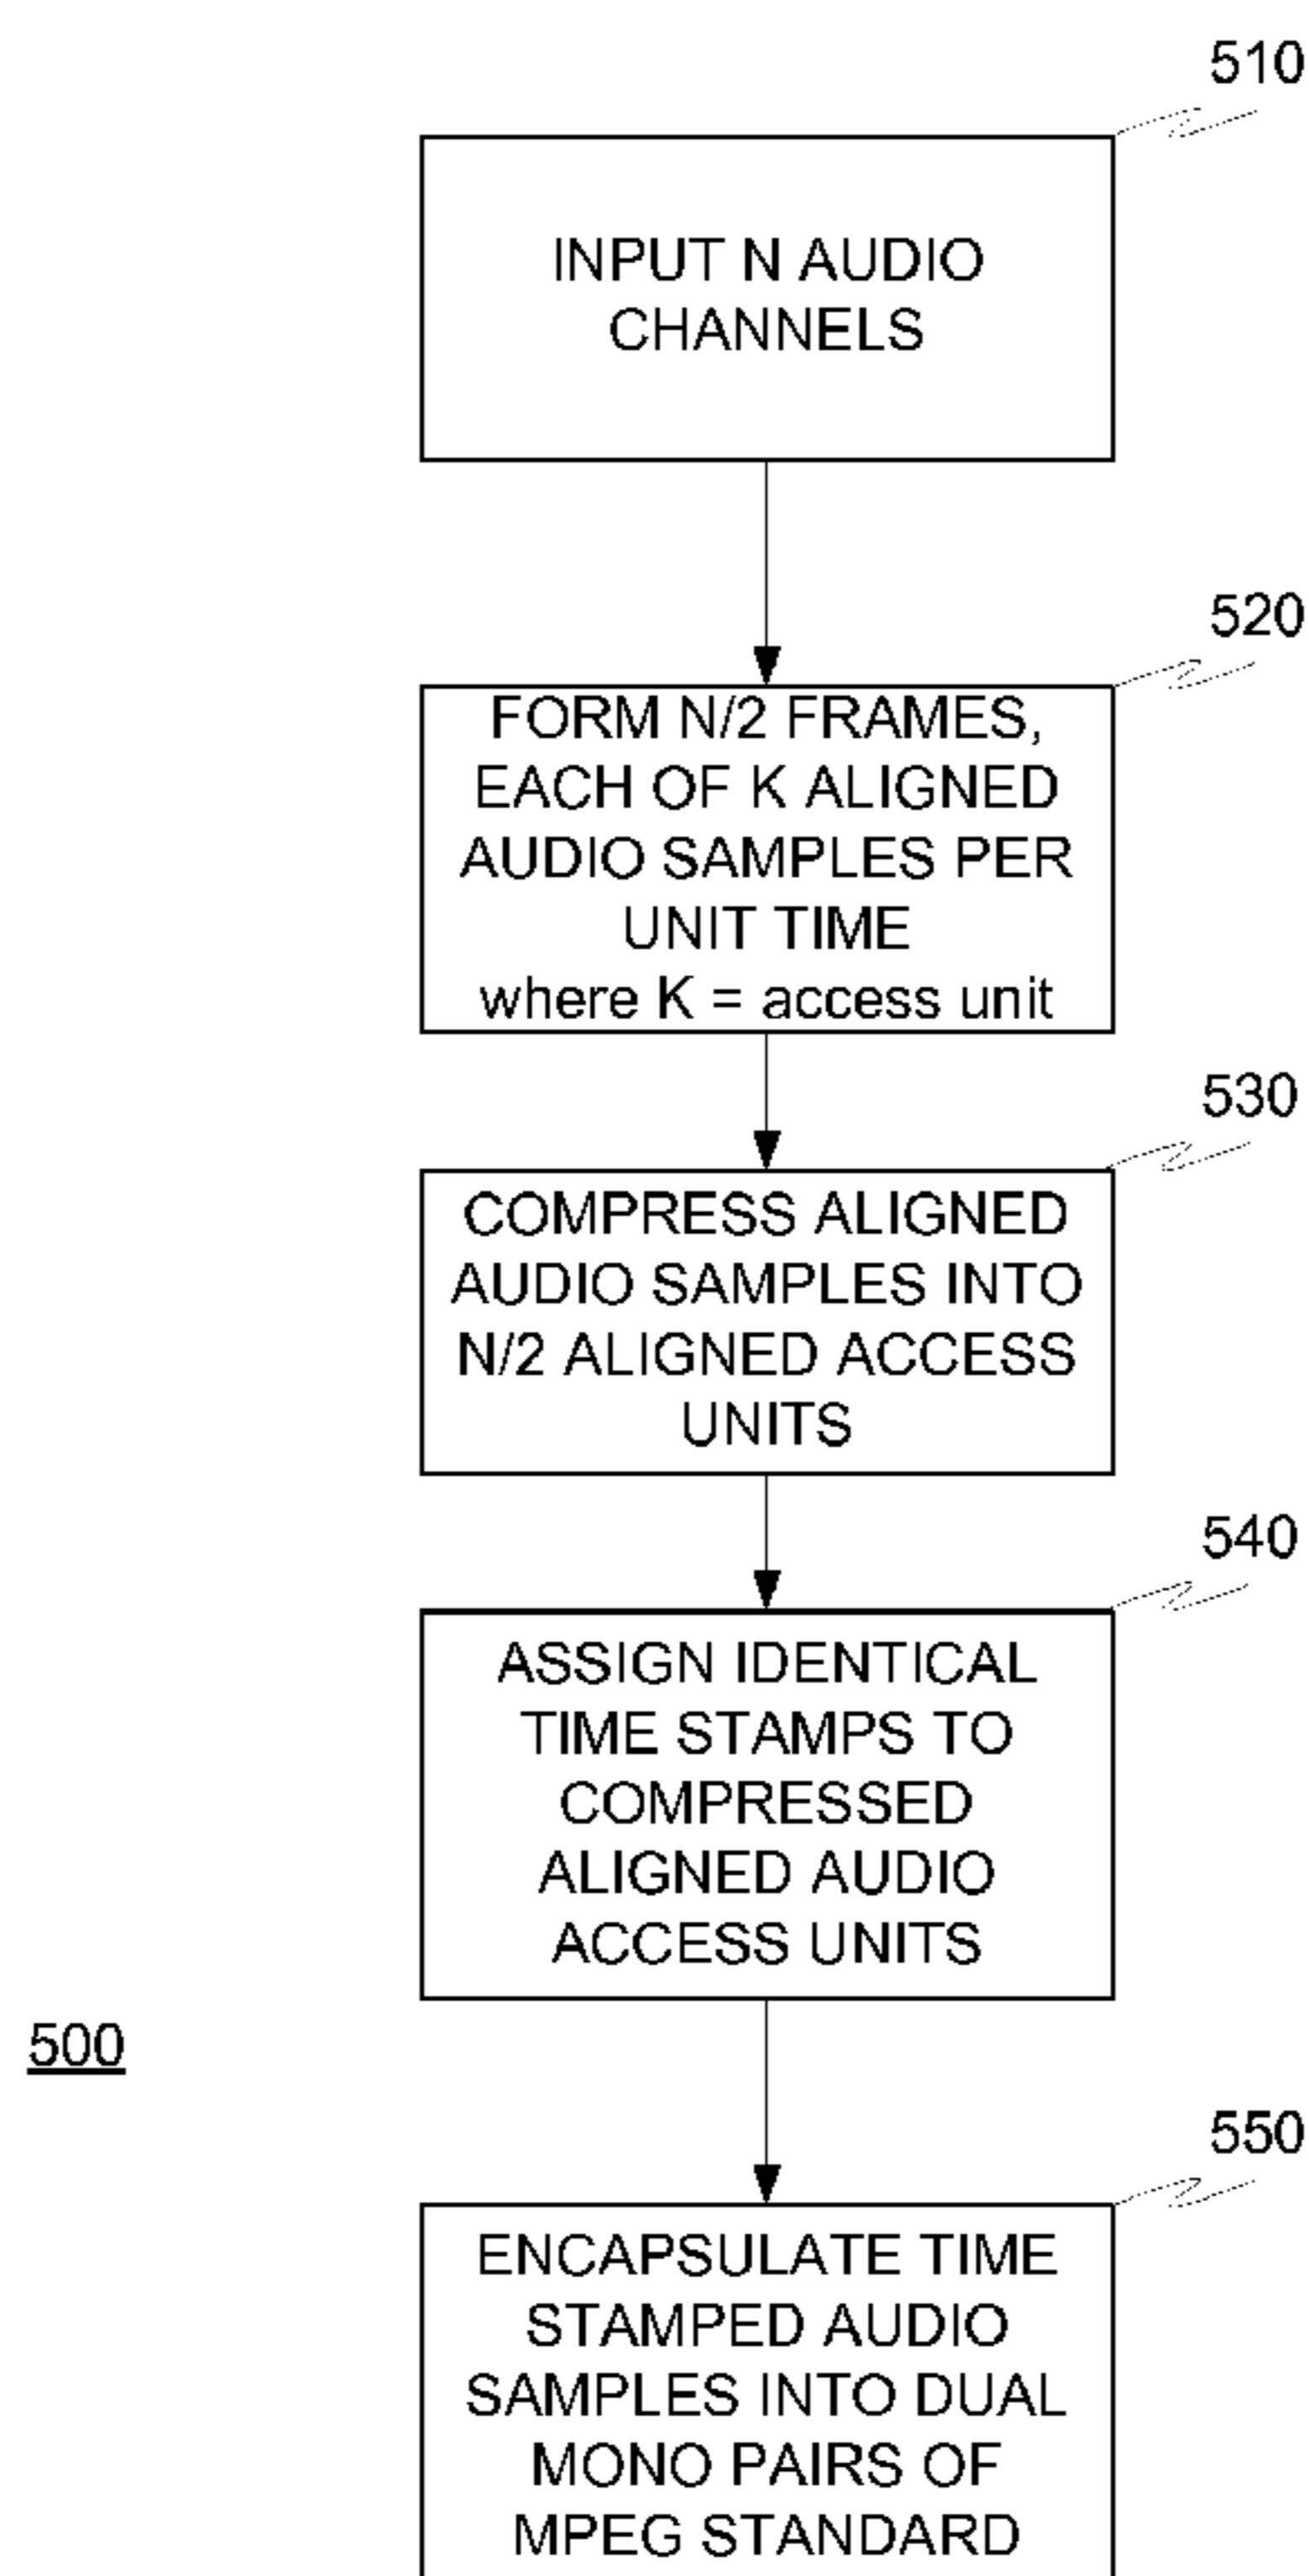 510
INPUT N AUDIO
CHANNELS
520
FORM N/2 FRAMES,
EACH OF K ALIGNED
AUDIO SAMPLES PER
UNIT TIME
where K = access unit
530
COMPRESS ALIGNED
AUDIO SAMPLES INTO
N/2 ALIGNED ACCESS
UNITS
540
ASSIGN IDENTICAL
TIME STAMPS TO
COMPRESSED
ALIGNED AUDIO
ACCESS UNITS
500
550
ENCAPSULATE TIME
STAMPED AUDIO
SAMPLES INTO DUAL
MONO PAIRS OF
MPEG STANDARD